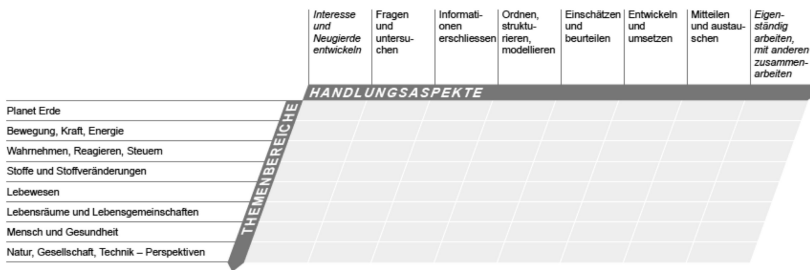 Interesse
und
Neugierde
entwickeln
Fragen
und
untersu-
chen
Informati-
onen
erschliessen
Ordnen,
struktu-
rieren,
modellieren
Einschätzen
und
beurteilen
Entwickeln
und
umsetzen
Mitteilen
und austau-
schen
Eigen-
ständig
arbeiten,
mit anderen
zusammen-
arbeiten
HANDLUNGSASPEKTE
THEMENBEREICHE
Planet Erde
Bewegung, Kraft, Energie
Wahrnehmen, Reagieren, Steuern
Stoffe und Stoffveränderungen
Lebewesen
Lebensräume und Lebensgemeinschaften
Mensch und Gesundheit
Natur, Gesellschaft, Technik – Perspektiven